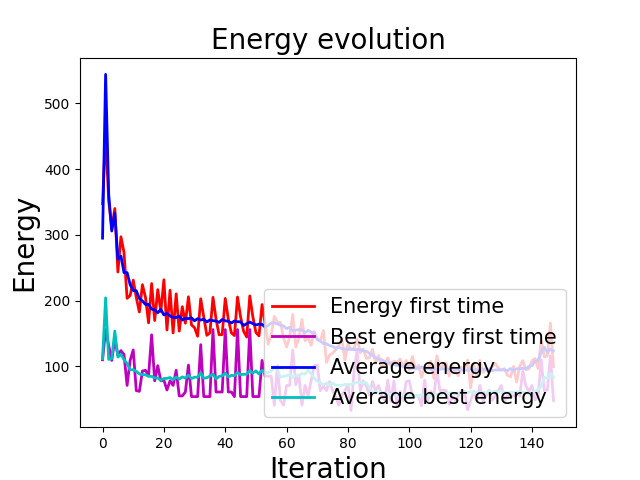 Energy evolution
Energy
500
400
300
200
100
Energy first time
Best energy first time
Average energy
Average best energy
0 20 40 60 80 100 120 140
Iteration